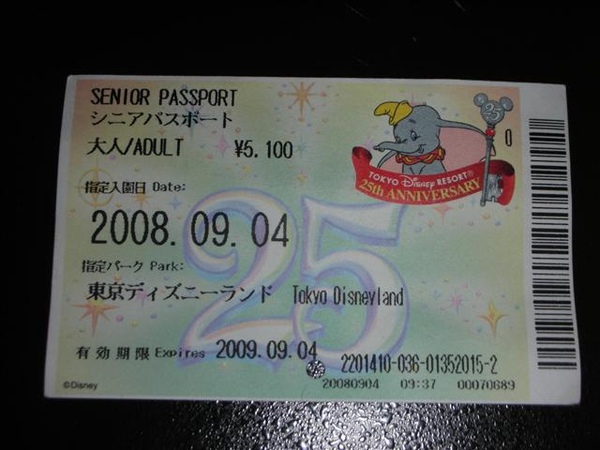 SENIOR PASSPORT
シニアパスポート
大人/ADULT ¥5,100
0
25
TOKYO Disney RESORT®
25th ANNIVERSARY
指定入園日 Date:
2008.09.04
25
指定パーク Park:
東京ディズニーランド Tokyo Disneyland
有効期限 Expires 2009.09.04
2201410-036-01352015-2
20080904 09:37 00070689
©Disney